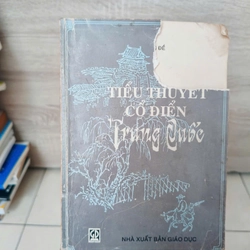 TIỂU THUYẾT
CỔ ĐIỂN
Trung Quốc
NHÀ XUẤT BẢN GIÁO DỤC